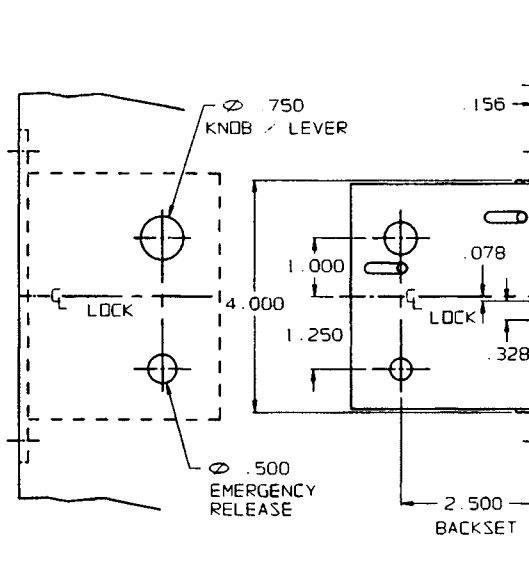 Ø .750
KNOB / LEVER
.156
1.000
.078
℄ LOCK
4.000
℄ LOCK
1.250
.328
Ø .500
EMERGENCY
RELEASE
2.500
BACKSET